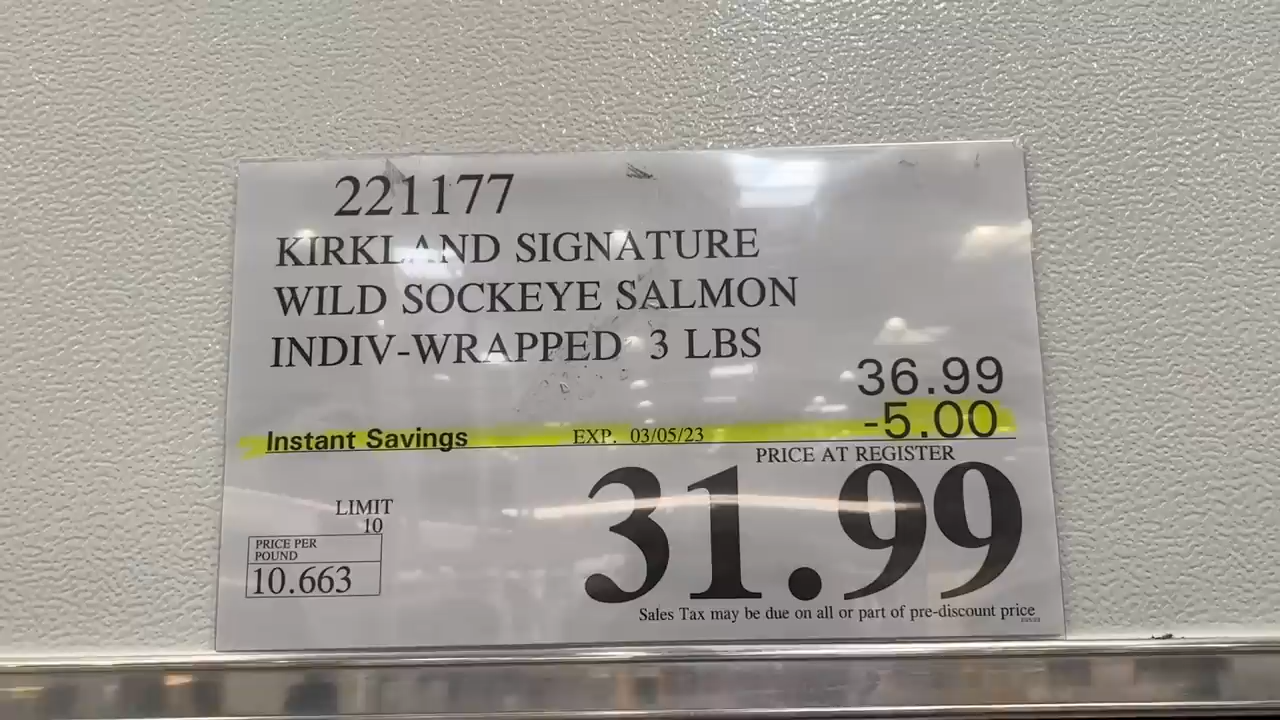 221177
KIRKLAND SIGNATURE
WILD SOCKEYE SALMON
INDIV-WRAPPED 3 LBS
36.99
Instant Savings EXP. 03/05/23 -5.00
PRICE AT REGISTER
31.99
LIMIT
10
PRICE PER
POUND
10.663
Sales Tax may be due on all or part of pre-discount price